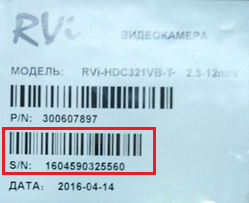 RVi
ВИДЕОКАМЕРА
МОДЕЛЬ: RVi-HDC321VB-T- 2.8-12mm
P/N: 300607897
S/N: 1604590325560
ДАТА: 2016-04-14